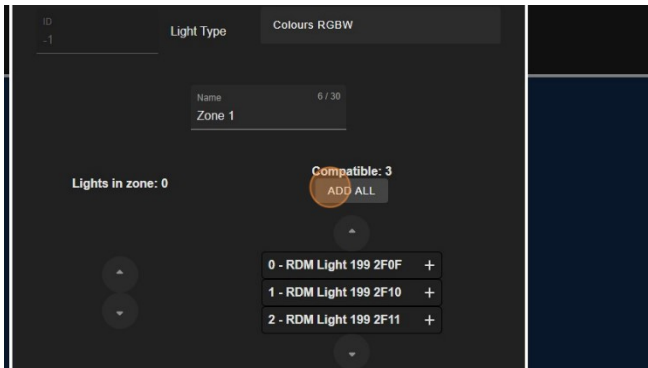 ID
-1
Light Type
Colours RGBW
Name
6 / 30
Zone 1
Lights in zone: 0
Compatible: 3
ADD ALL
0 - RDM Light 199 2F0F +
1 - RDM Light 199 2F10 +
2 - RDM Light 199 2F11 +